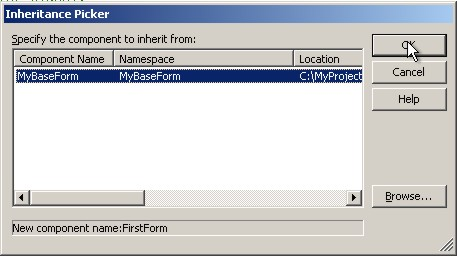 Inheritance Picker
Specify the component to inherit from:
Component Name Namespace Location
MyBaseForm MyBaseForm C:\MyProject
OK
Cancel
Help
Browse...
New component name:FirstForm